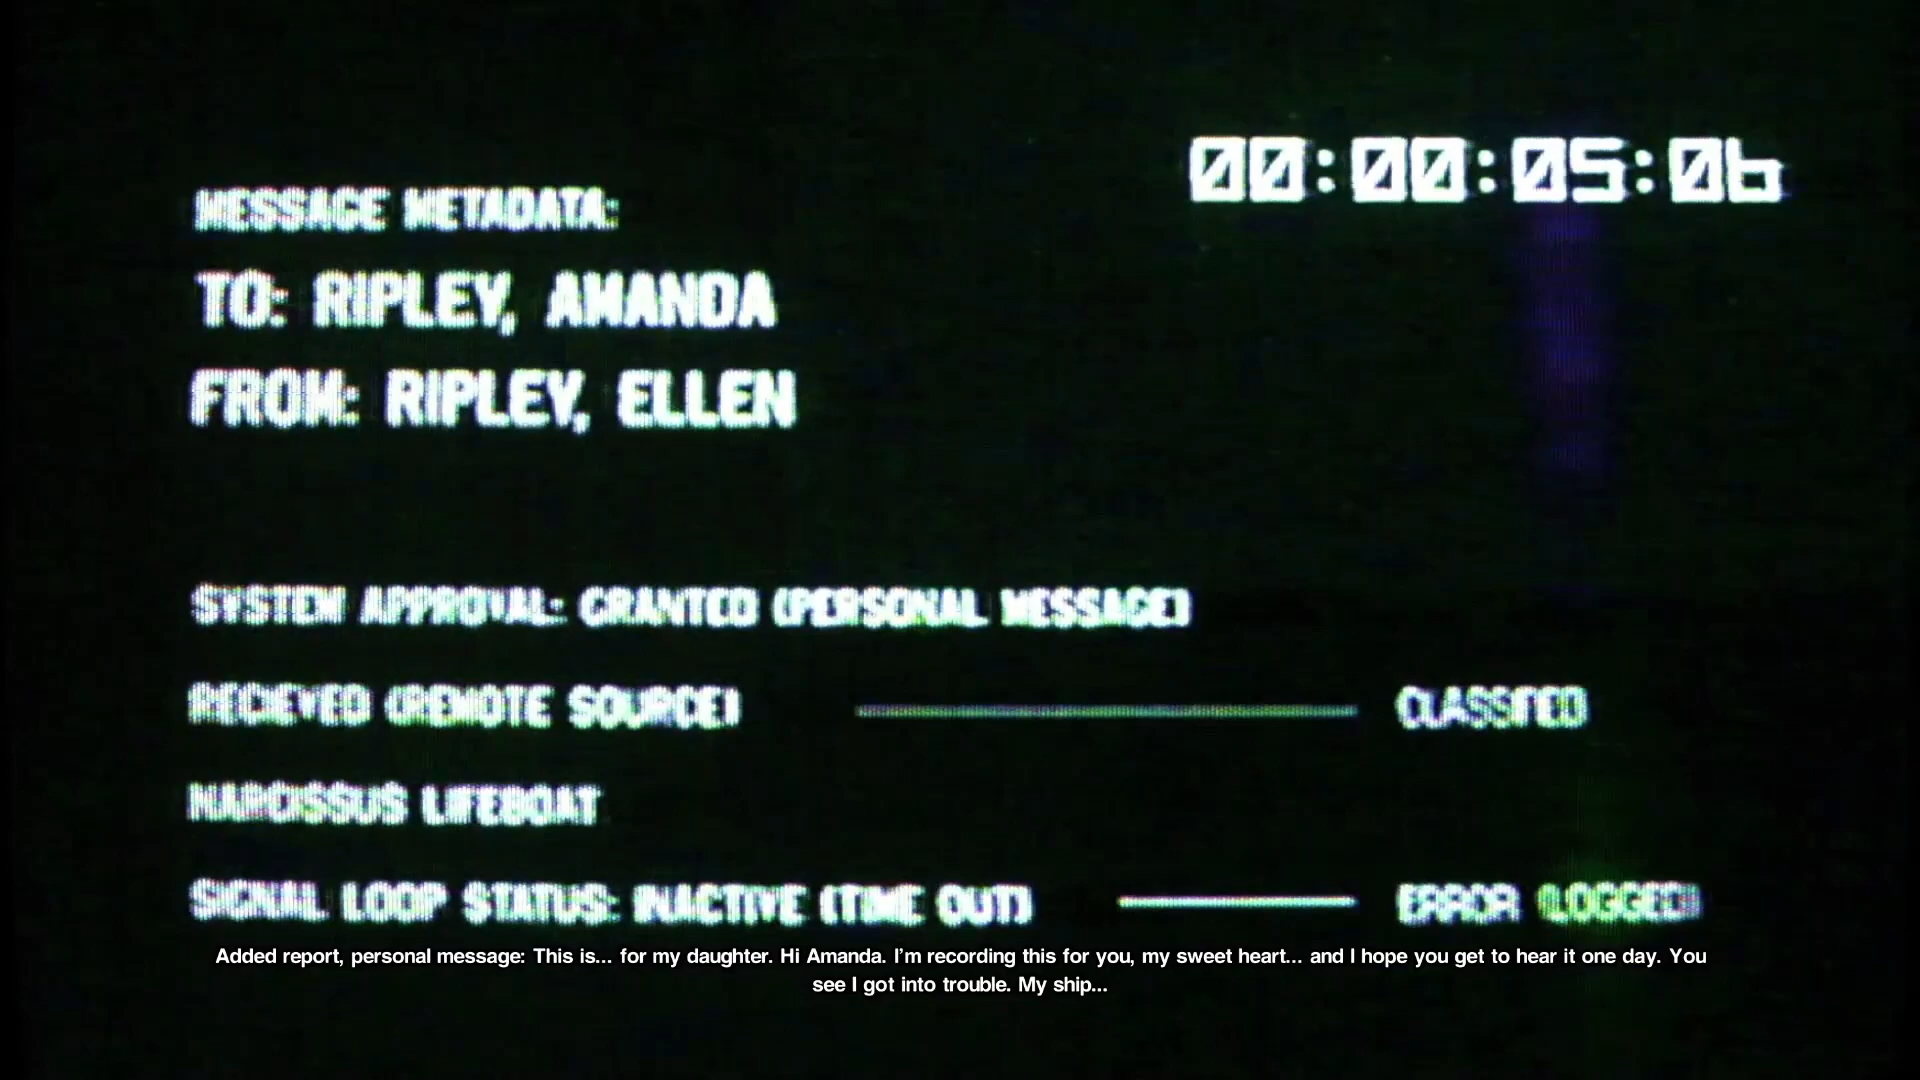 00:00:05:06
MESSAGE METADATA:
TO: RIPLEY, AMANDA
FROM: RIPLEY, ELLEN
SYSTEM APPROVAL: GRANTED (PERSONAL MESSAGE)
RECIEVED (REMOTE SOURCE) CLASSIFIED
NARCISSUS LIFEBOAT
SIGNAL LOOP STATUS: INACTIVE (TIME OUT) ERROR (LOGGED)
Added report, personal message: This is... for my daughter. Hi Amanda. I'm recording this for you, my sweet heart... and I hope you get to hear it one day. You
see I got into trouble. My ship...